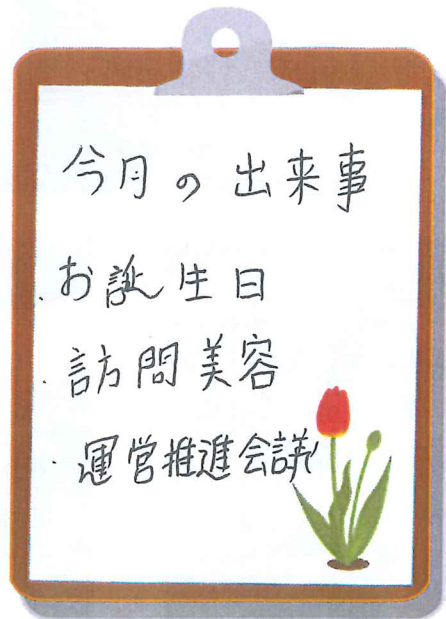 今月の出来事
・お誕生日
・訪問美容
・運営推進会議